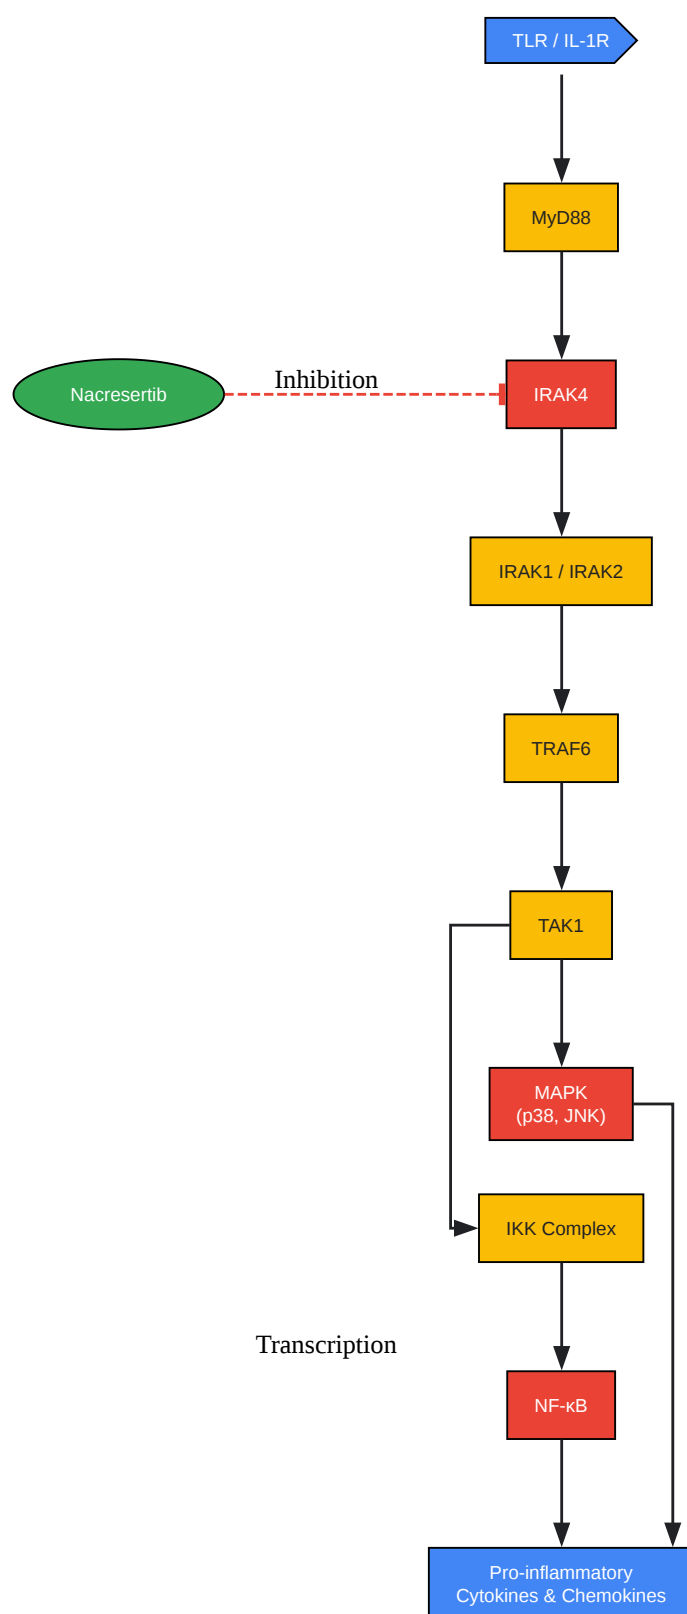 TLR / IL-1R
MyD88
Inhibition
Nacresertib
IRAK4
IRAK1 / IRAK2
TRAF6
TAK1
MAPK
(p38, JNK)
IKK Complex
Transcription
NF-κB
Pro-inflammatory
Cytokines & Chemokines